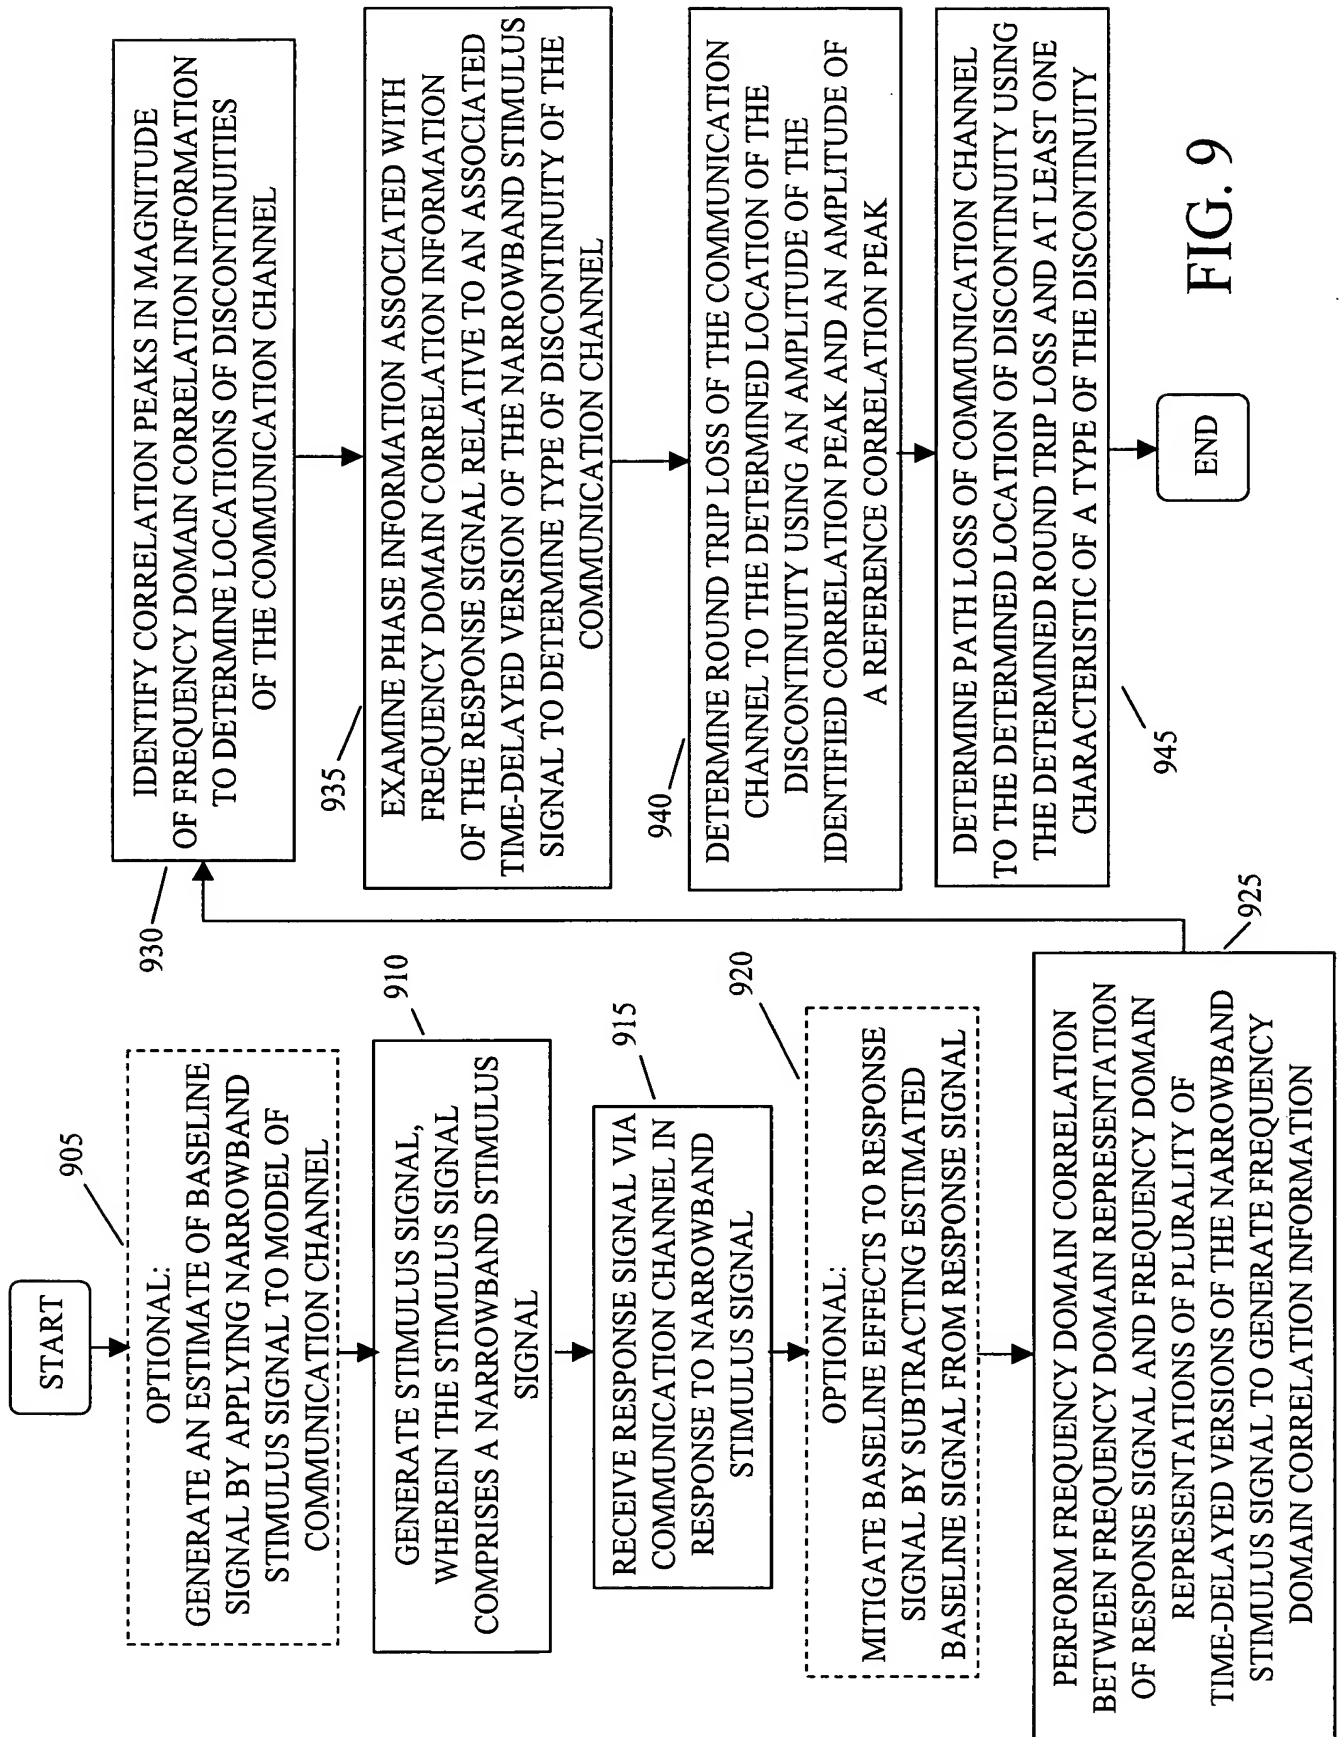 START
905
OPTIONAL:
GENERATE AN ESTIMATE OF BASELINE
SIGNAL BY APPLYING NARROWBAND
STIMULUS SIGNAL TO MODEL OF
COMMUNICATION CHANNEL
910
GENERATE STIMULUS SIGNAL,
WHEREIN THE STIMULUS SIGNAL
COMPRISES A NARROWBAND STIMULUS
SIGNAL
915
RECEIVE RESPONSE SIGNAL VIA
COMMUNICATION CHANNEL IN
RESPONSE TO NARROWBAND
STIMULUS SIGNAL
920
OPTIONAL:
MITIGATE BASELINE EFFECTS TO RESPONSE
SIGNAL BY SUBTRACTING ESTIMATED
BASELINE SIGNAL FROM RESPONSE SIGNAL
925
PERFORM FREQUENCY DOMAIN CORRELATION
BETWEEN FREQUENCY DOMAIN REPRESENTATION
OF RESPONSE SIGNAL AND FREQUENCY DOMAIN
REPRESENTATIONS OF PLURALITY OF
TIME-DELAYED VERSIONS OF THE NARROWBAND
STIMULUS SIGNAL TO GENERATE FREQUENCY
DOMAIN CORRELATION INFORMATION
930
IDENTIFY CORRELATION PEAKS IN MAGNITUDE
OF FREQUENCY DOMAIN CORRELATION INFORMATION
TO DETERMINE LOCATIONS OF DISCONTINUITIES
OF THE COMMUNICATION CHANNEL
935
EXAMINE PHASE INFORMATION ASSOCIATED WITH
FREQUENCY DOMAIN CORRELATION INFORMATION
OF THE RESPONSE SIGNAL RELATIVE TO AN ASSOCIATED
TIME-DELAYED VERSION OF THE NARROWBAND STIMULUS
SIGNAL TO DETERMINE TYPE OF DISCONTINUITY OF THE
COMMUNICATION CHANNEL
940
DETERMINE ROUND TRIP LOSS OF THE COMMUNICATION
CHANNEL TO THE DETERMINED LOCATION OF THE
DISCONTINUITY USING AN AMPLITUDE OF THE
IDENTIFIED CORRELATION PEAK AND AN AMPLITUDE OF
A REFERENCE CORRELATION PEAK
DETERMINE PATH LOSS OF COMMUNICATION CHANNEL
TO THE DETERMINED LOCATION OF DISCONTINUITY USING
THE DETERMINED ROUND TRIP LOSS AND AT LEAST ONE
CHARACTERISTIC OF A TYPE OF THE DISCONTINUITY
945
END
FIG. 9